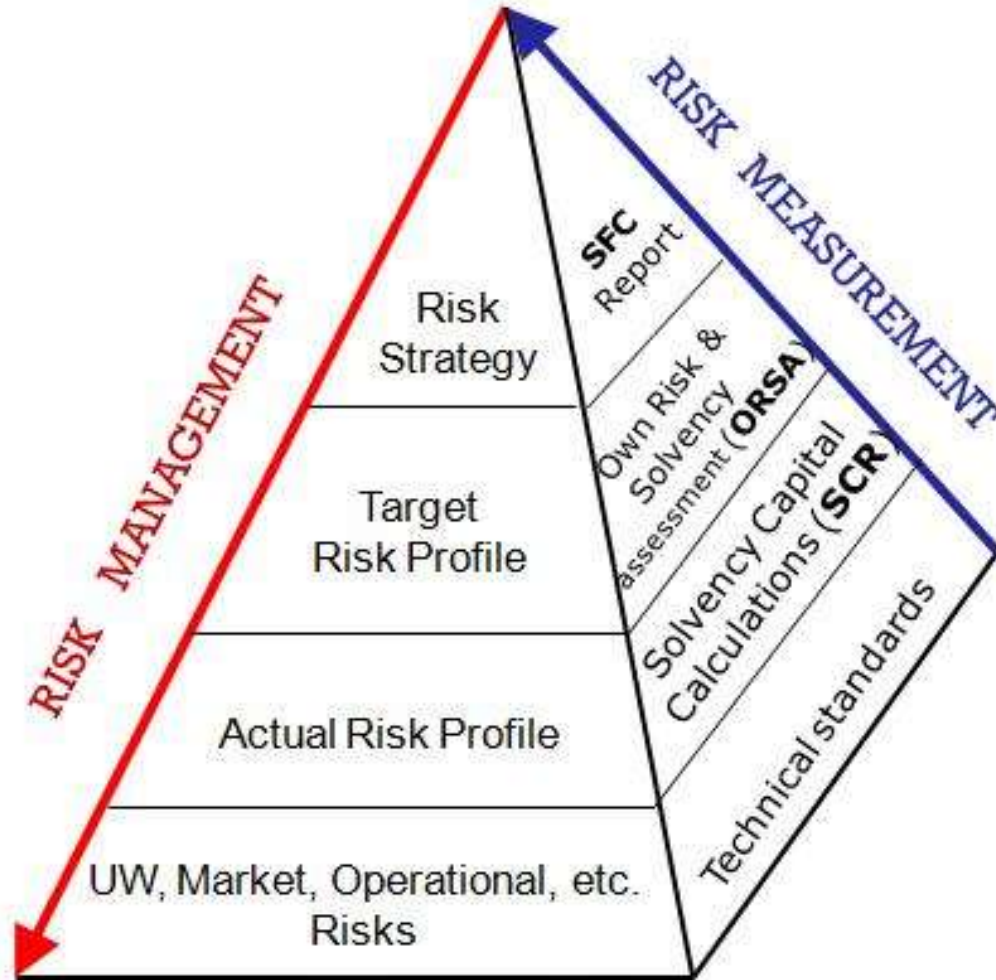 RISK MANAGEMENT
RISK MEASUREMENT
Risk
Strategy
Target
Risk Profile
Actual Risk Profile
UW, Market, Operational, etc.
Risks
SFC
Report
Own Risk &
Solvency
assessment (ORSA)
Solvency Capital
Calculations (SCR)
Technical standards